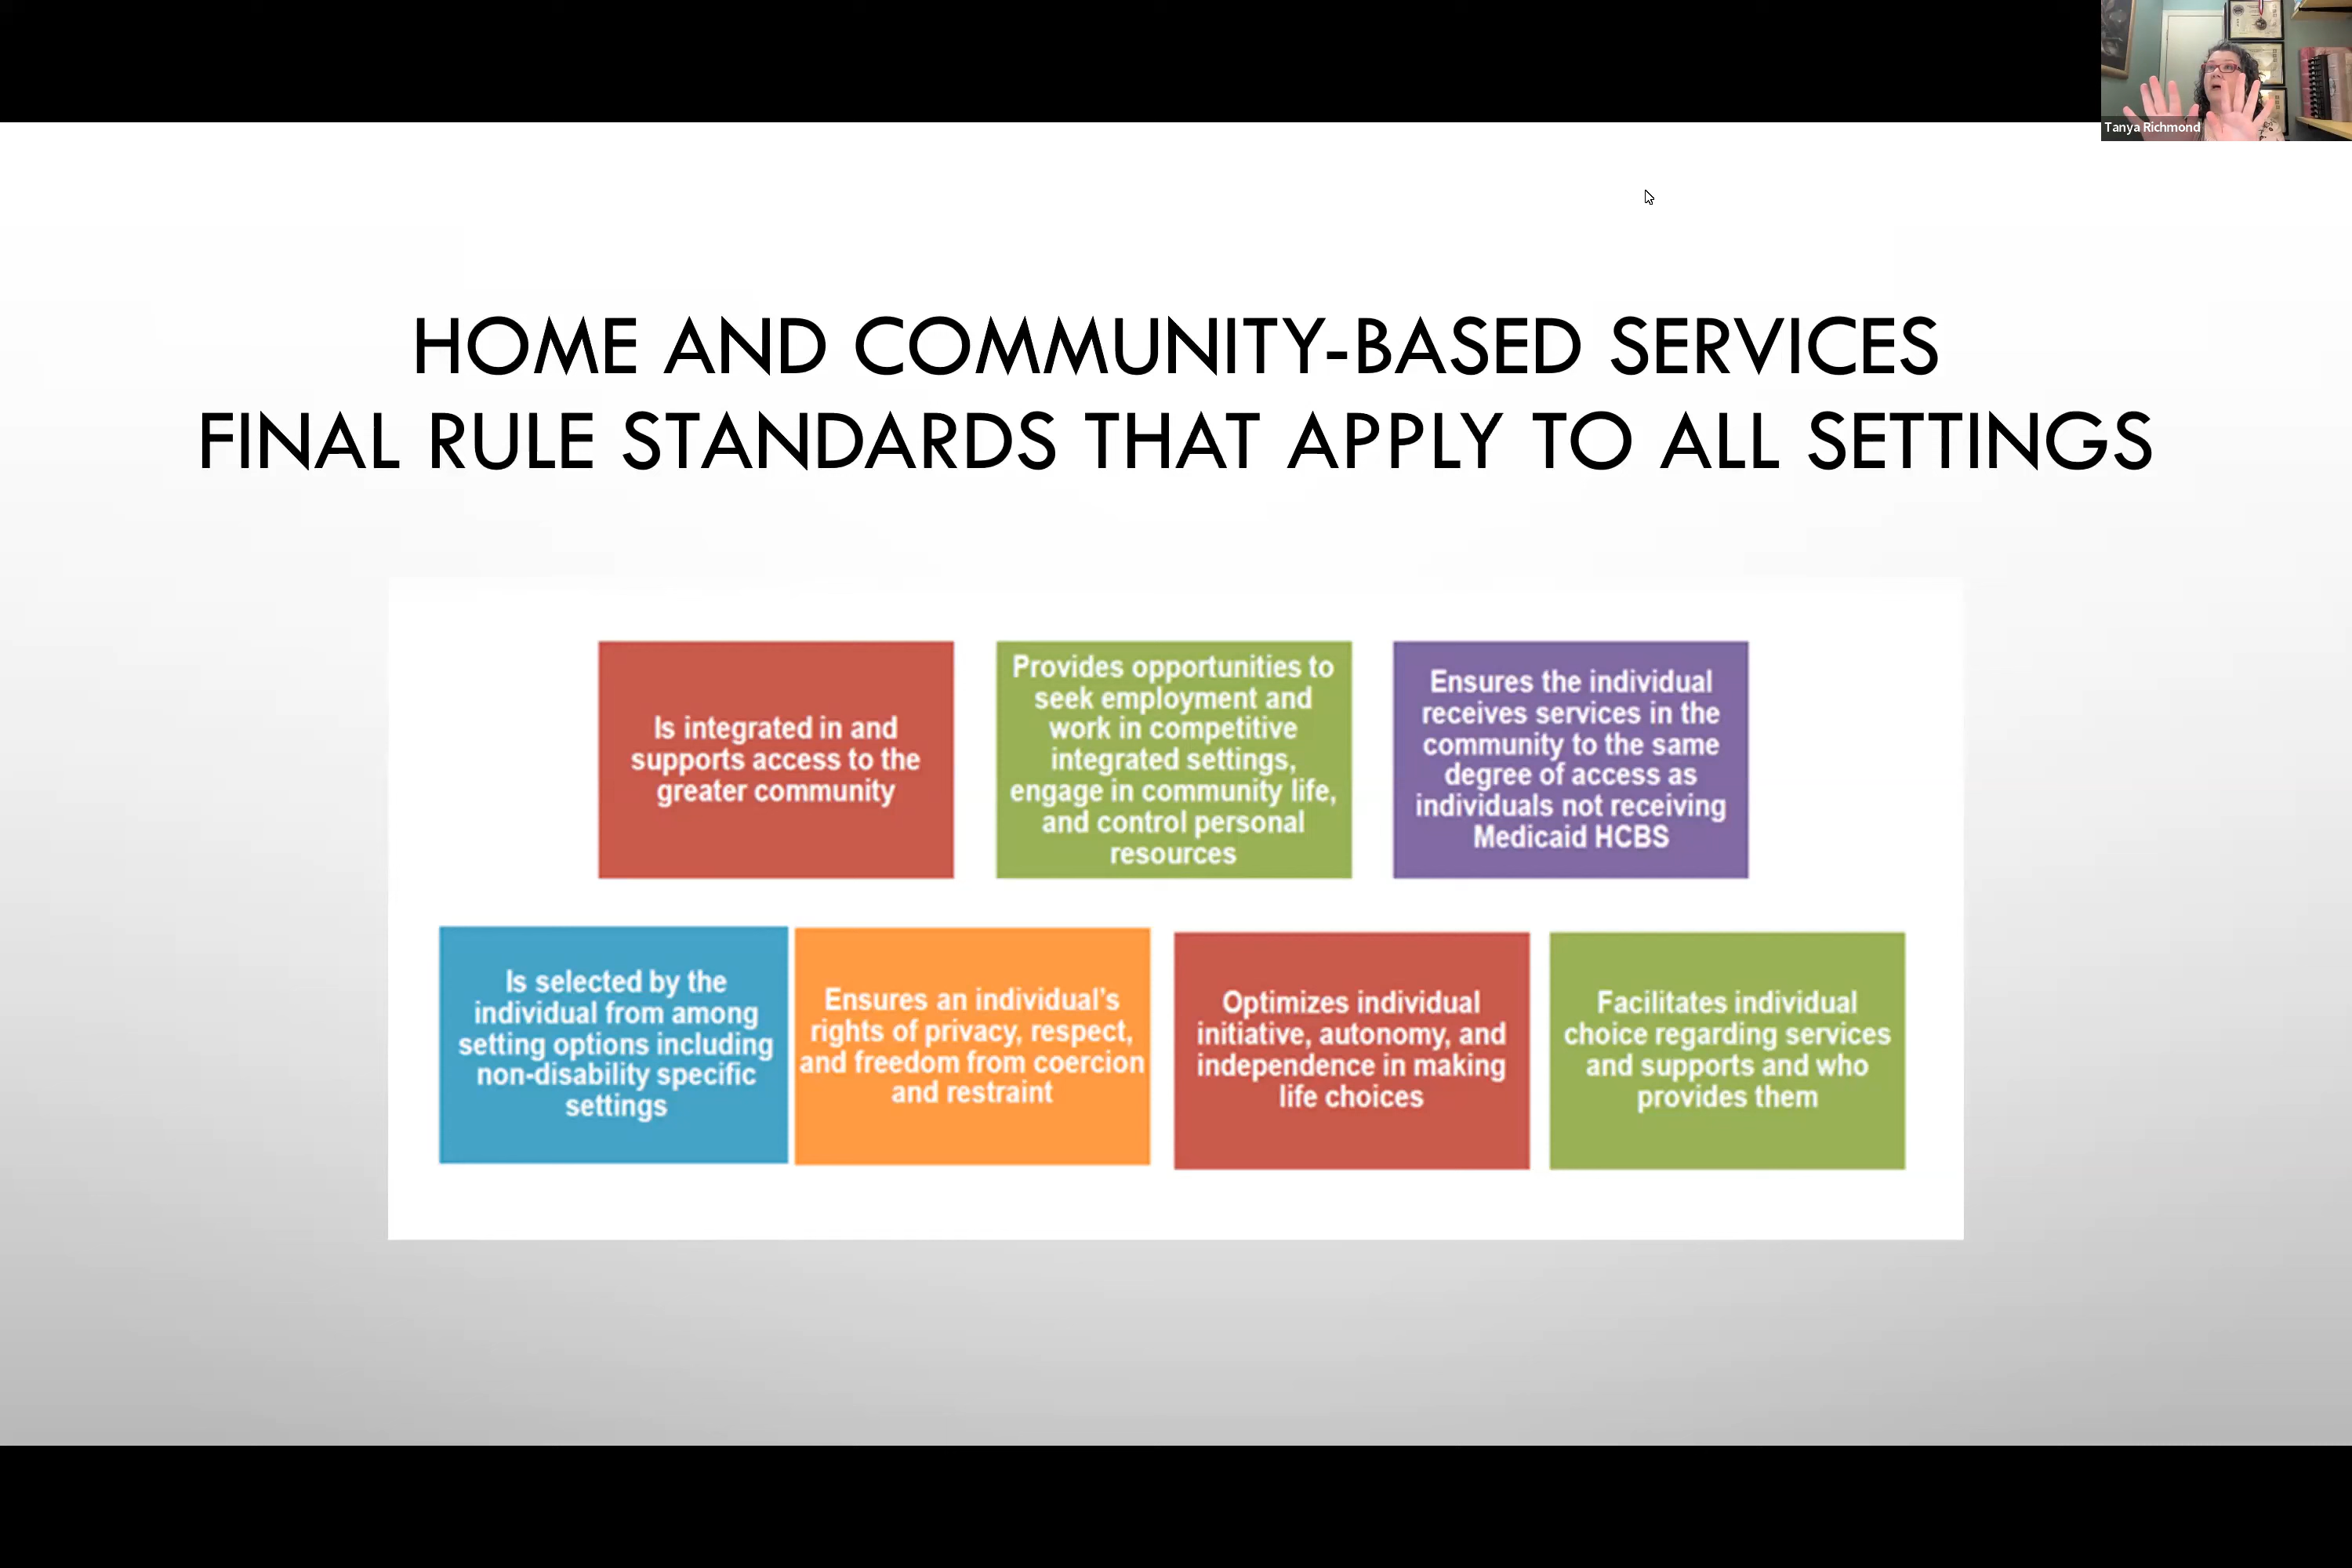 Tanya Richmond
HOME AND COMMUNITY-BASED SERVICES
FINAL RULE STANDARDS THAT APPLY TO ALL SETTINGS
Is integrated in and
supports access to the
greater community
Provides opportunities to
seek employment and
work in competitive
integrated settings,
engage in community life,
and control personal
resources
Ensures the individual
receives services in the
community to the same
degree of access as
individuals not receiving
Medicaid HCBS
Is selected by the
individual from among
setting options including
non-disability specific
settings
Ensures an individual's
rights of privacy, respect,
and freedom from coercion
and restraint
Optimizes individual
initiative, autonomy, and
independence in making
life choices
Facilitates individual
choice regarding services
and supports and who
provides them